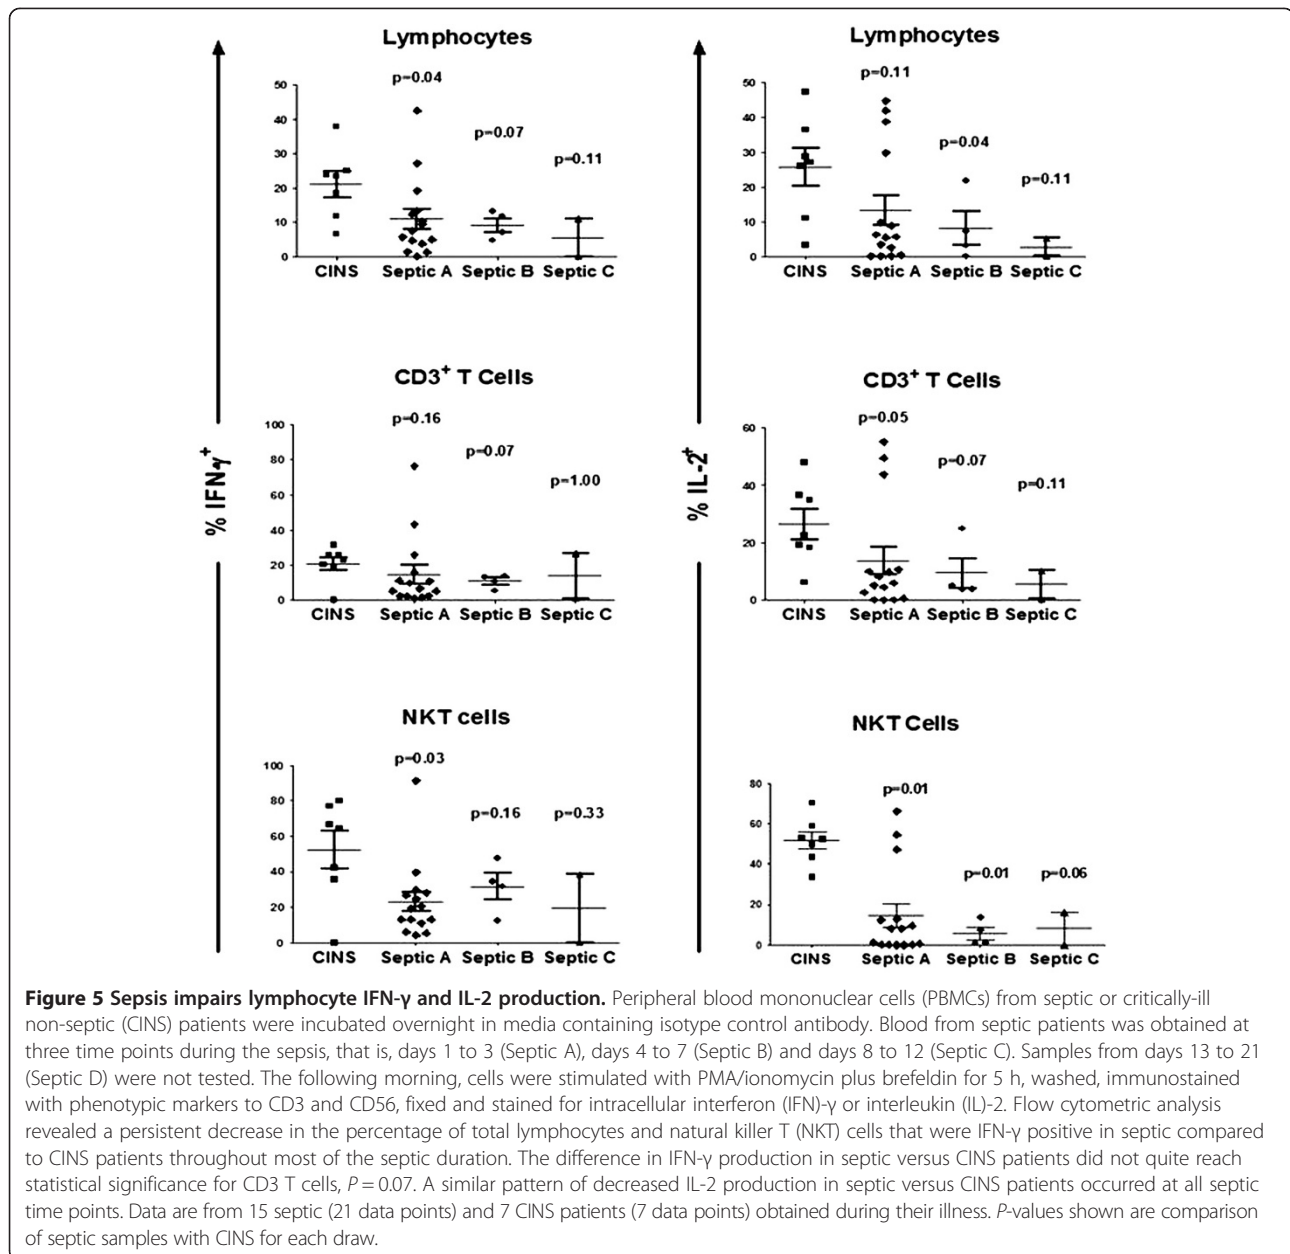 Lymphocytes
p=0.04
p=0.07
p=0.11
50
40
30
20
10
0
CINS Septic A Septic B Septic C
Lymphocytes
p=0.11
p=0.04
p=0.11
50
40
30
20
10
0
CINS Septic A Septic B Septic C
% IFN-γ+
% IL-2+
CD3+ T Cells
p=0.16
p=0.07
p=1.00
100
80
60
40
20
0
CINS Septic A Septic B Septic C
CD3+ T Cells
p=0.05
p=0.07
p=0.11
60
40
20
0
CINS Septic A Septic B Septic C
NKT cells
p=0.03
p=0.16
p=0.33
100
80
60
40
20
0
CINS Septic A Septic B Septic C
NKT Cells
p=0.01
p=0.01
p=0.06
80
60
40
20
0
CINS Septic A Septic B Septic C
Figure 5 Sepsis impairs lymphocyte IFN-γ and IL-2 production. Peripheral blood mononuclear cells (PBMCs) from septic or critically-ill
non-septic (CINS) patients were incubated overnight in media containing isotype control antibody. Blood from septic patients was obtained at
three time points during the sepsis, that is, days 1 to 3 (Septic A), days 4 to 7 (Septic B) and days 8 to 12 (Septic C). Samples from days 13 to 21
(Septic D) were not tested. The following morning, cells were stimulated with PMA/ionomycin plus brefeldin for 5 h, washed, immunostained
with phenotypic markers to CD3 and CD56, fixed and stained for intracellular interferon (IFN)-γ or interleukin (IL)-2. Flow cytometric analysis
revealed a persistent decrease in the percentage of total lymphocytes and natural killer T (NKT) cells that were IFN-γ positive in septic compared
to CINS patients throughout most of the septic duration. The difference in IFN-γ production in septic versus CINS patients did not quite reach
statistical significance for CD3 T cells, P = 0.07. A similar pattern of decreased IL-2 production in septic versus CINS patients occurred at all septic
time points. Data are from 15 septic (21 data points) and 7 CINS patients (7 data points) obtained during their illness. P-values shown are comparison
of septic samples with CINS for each draw.